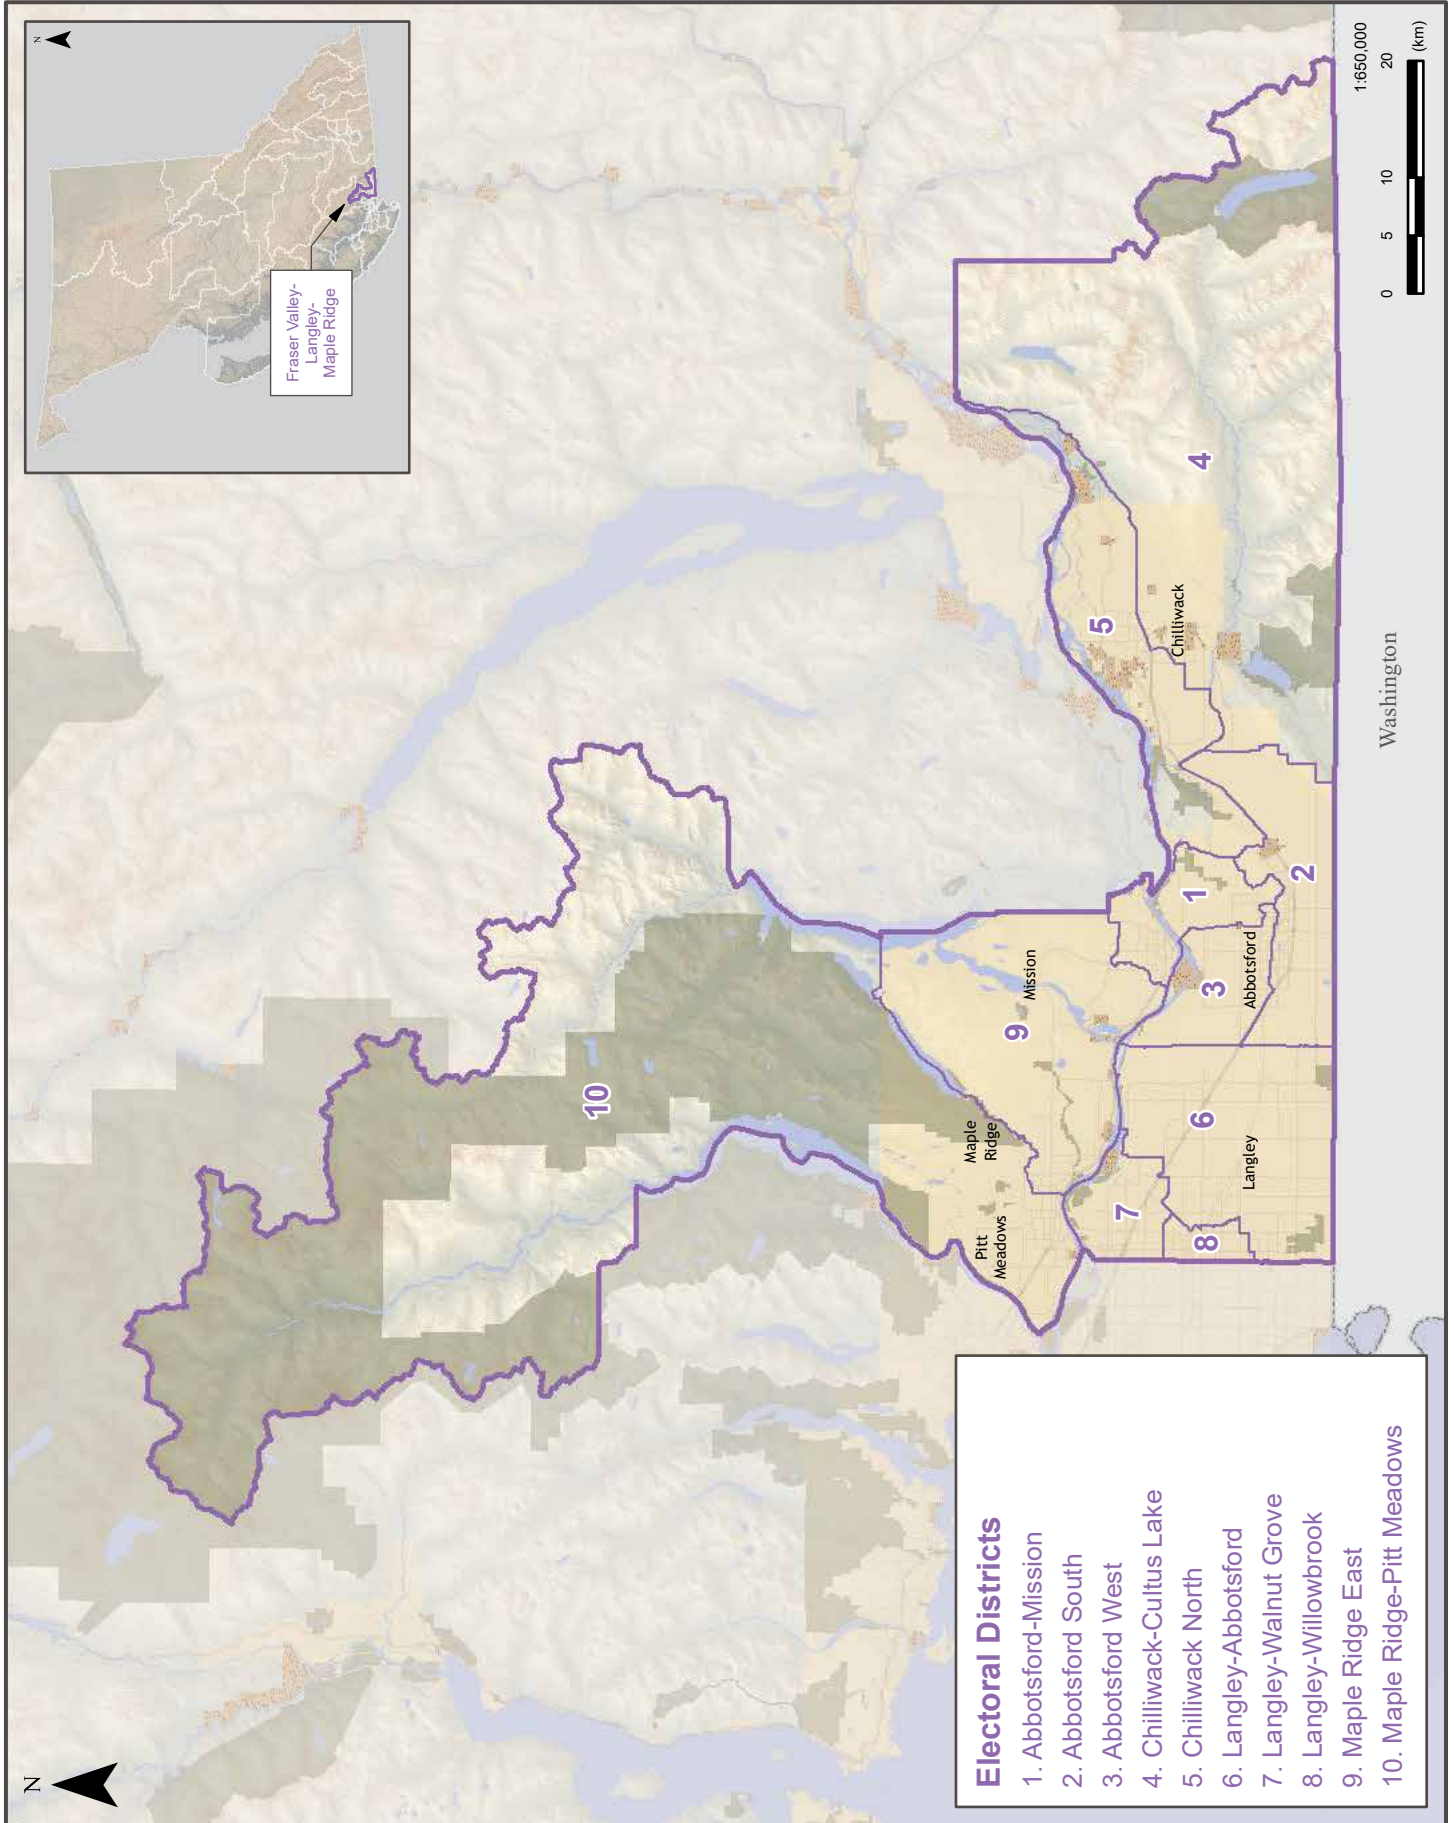 N
N
Fraser Valley-
Langley-
Maple Ridge
10
9
Mission
Maple
Ridge
Pitt
Meadows
5
4
Chilliwack
7
8
6
Langley
3
Abbotsford
1
2
Washington
1:650,000
0 5 10 20
(km)
Electoral Districts
1. Abbotsford-Mission
2. Abbotsford South
3. Abbotsford West
4. Chilliwack-Cultus Lake
5. Chilliwack North
6. Langley-Abbotsford
7. Langley-Walnut Grove
8. Langley-Willowbrook
9. Maple Ridge East
10. Maple Ridge-Pitt Meadows